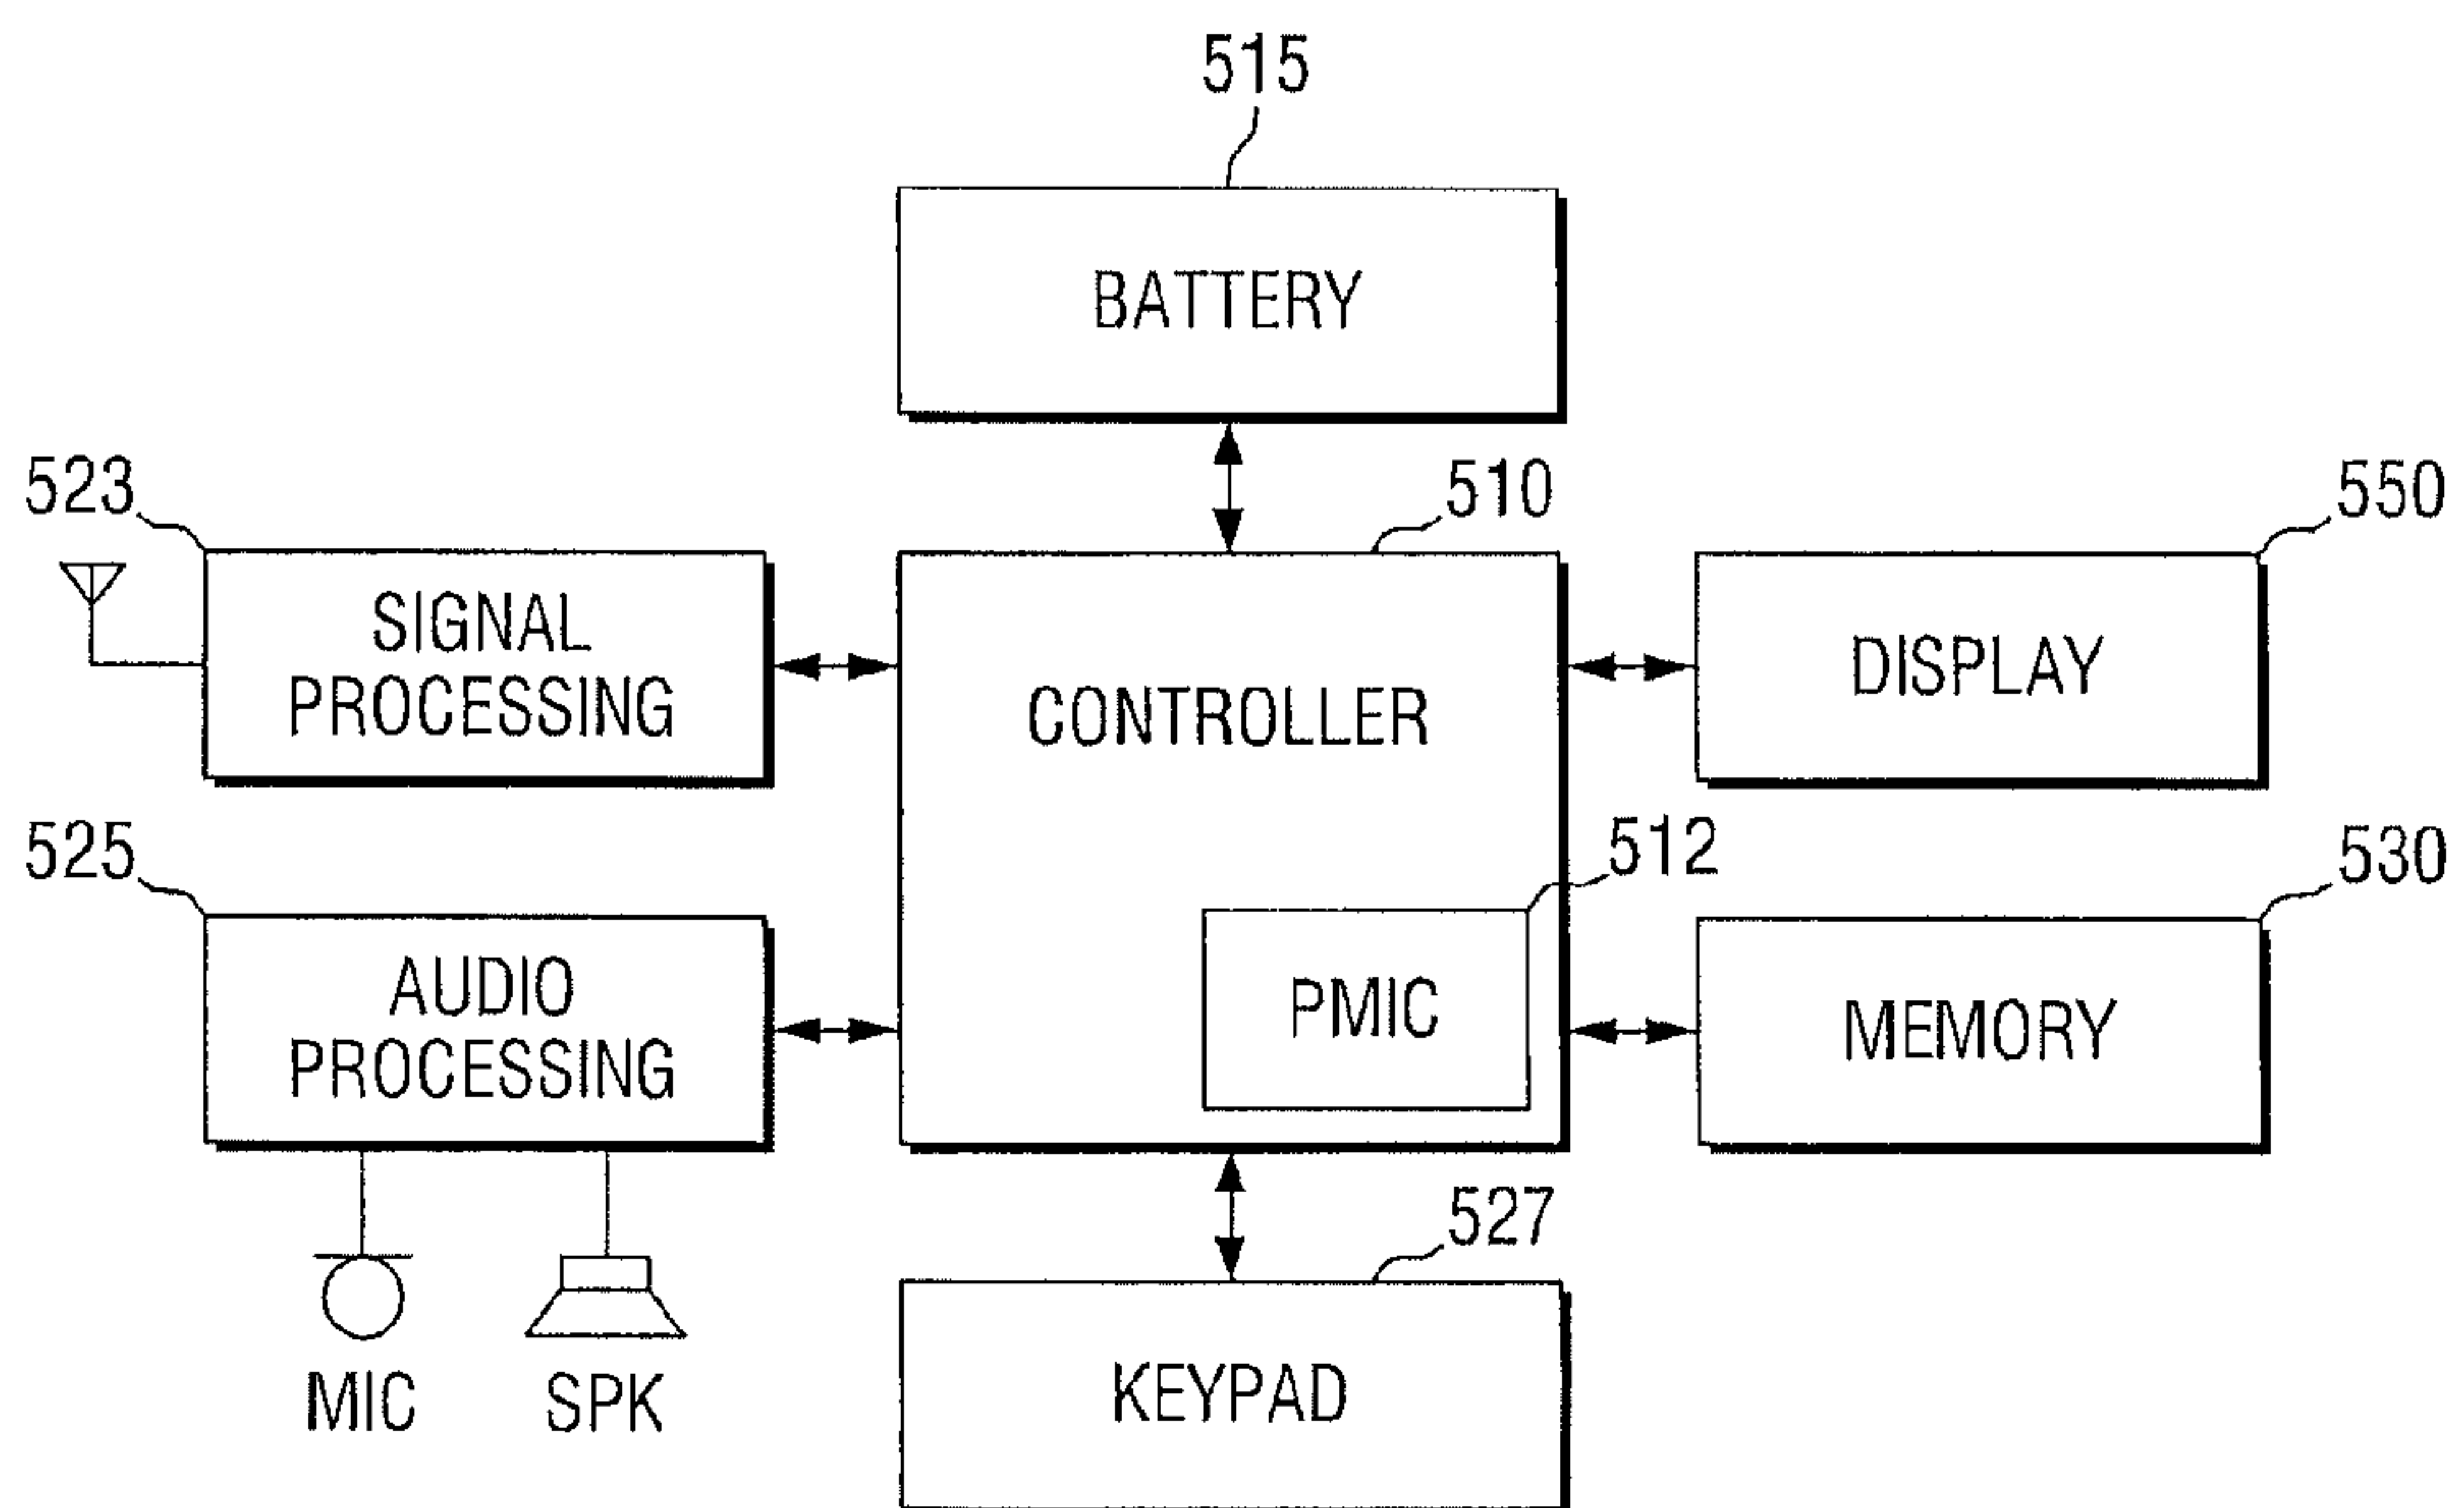 515
BATTERY
523
510
550
SIGNAL
PROCESSING
CONTROLLER
DISPLAY
525
512
530
AUDIO
PROCESSING
PMIC
MEMORY
527
MIC
SPK
KEYPAD